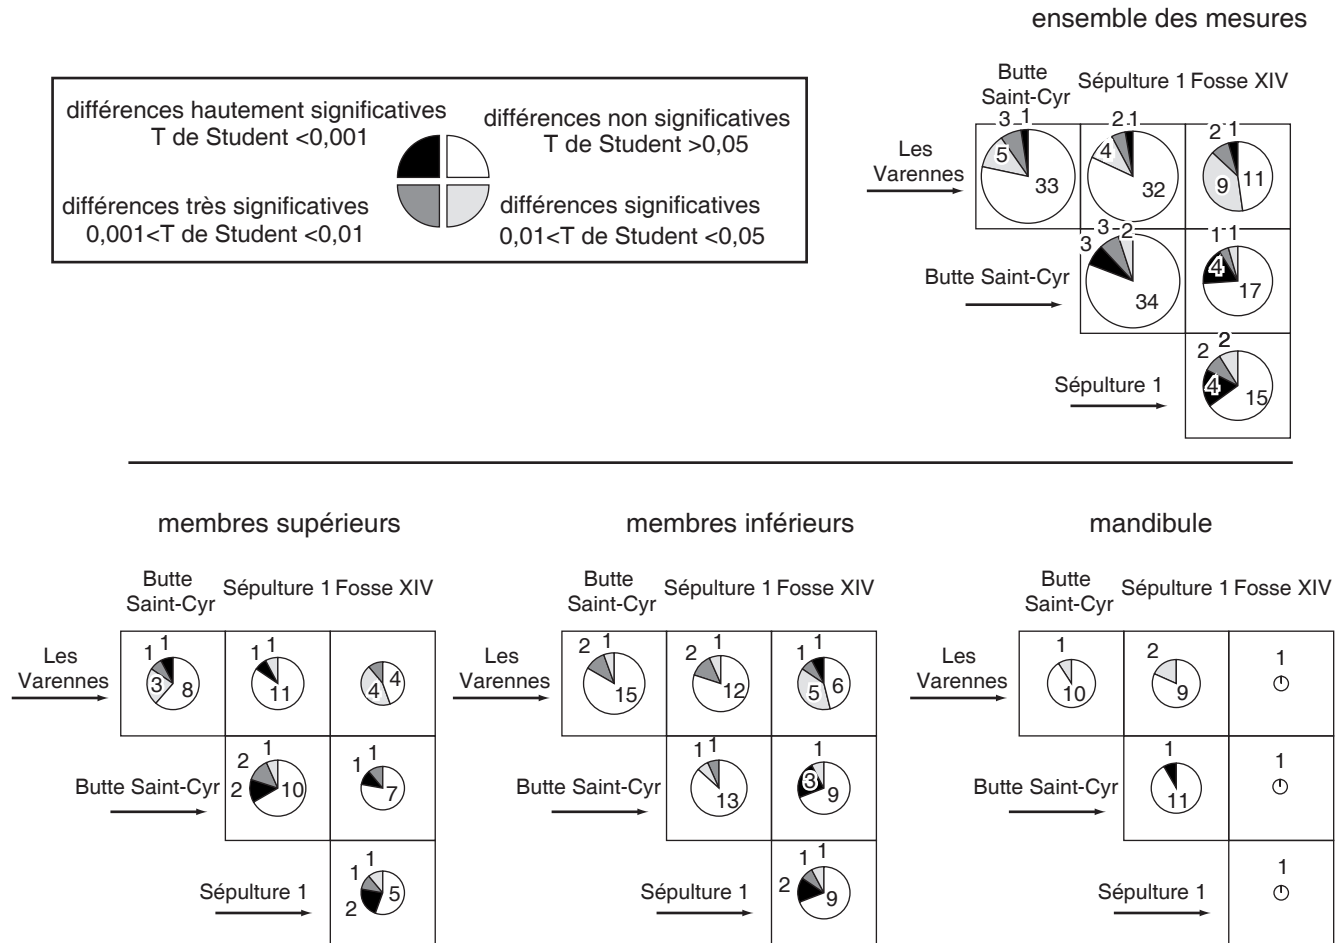 ensemble des mesures
différences hautement significatives
T de Student <0,001
différences non significatives
T de Student >0,05
différences très significatives
0,001<T de Student <0,01
différences significatives
0,01<T de Student <0,05
Butte
Saint-Cyr
Sépulture 1 Fosse XIV
Les
Varennes
3 1
5
33
2 1
4
32
2 1
9
11
Butte Saint-Cyr
3
3
2
34
1 1
4
17
Sépulture 1
2
2
4
15
membres supérieurs
Butte
Saint-Cyr
Sépulture 1 Fosse XIV
Les
Varennes
1
1
3
8
1
1
11
4
4
Butte Saint-Cyr
2
2
1
10
1
1
7
Sépulture 1
1
1
2
5
membres inférieurs
Butte
Saint-Cyr
Sépulture 1 Fosse XIV
Les
Varennes
2
1
15
2
1
12
1
1
5
6
Butte Saint-Cyr
1
1
13
1
3
9
Sépulture 1
1
1
2
9
mandibule
Butte
Saint-Cyr
Sépulture 1 Fosse XIV
Les
Varennes
1
10
2
9
1
Butte Saint-Cyr
1
11
1
Sépulture 1
1